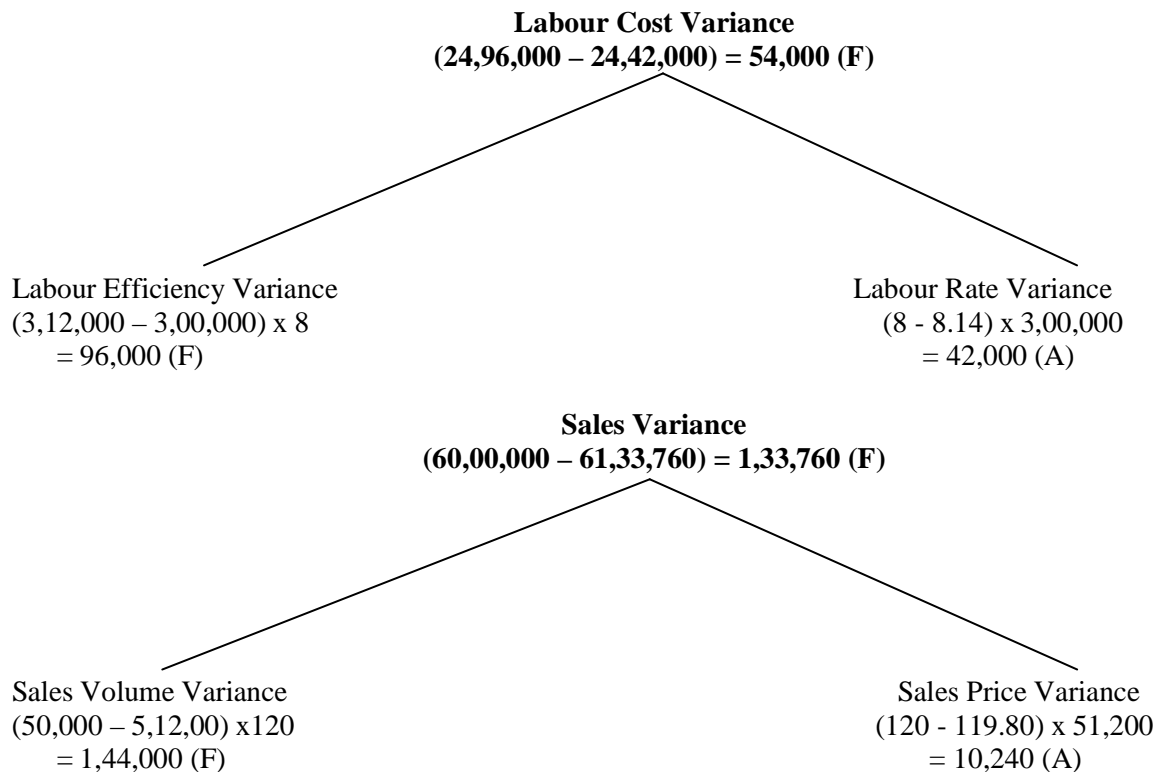 Labour Cost Variance
(24,96,000 – 24,42,000) = 54,000 (F)
Labour Efficiency Variance
(3,12,000 – 3,00,000) x 8
= 96,000 (F)
Labour Rate Variance
(8 - 8.14) x 3,00,000
= 42,000 (A)
Sales Variance
(60,00,000 – 61,33,760) = 1,33,760 (F)
Sales Volume Variance
(50,000 – 5,12,00) x120
= 1,44,000 (F)
Sales Price Variance
(120 - 119.80) x 51,200
= 10,240 (A)